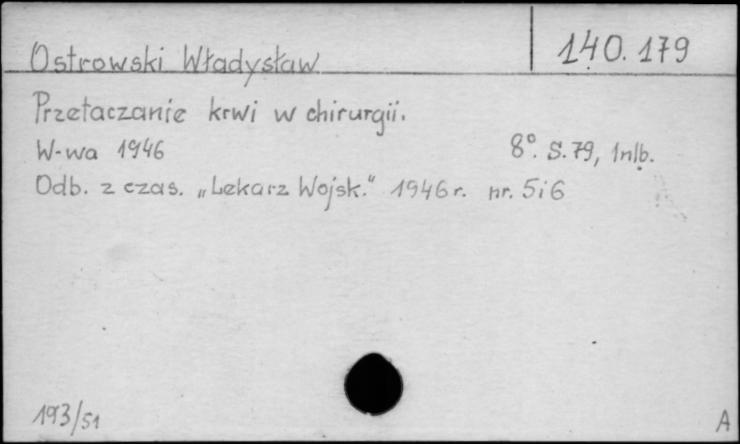 140.179
Ostrowski Władysław
Przetaczanie krwi w chirurgii.
W-wa 1946 8°. S. 79, 1nlb.
Odb. z czas. „Lekarz Wojsk.“ 1946 r. nr. 5 i 6
193/51
A